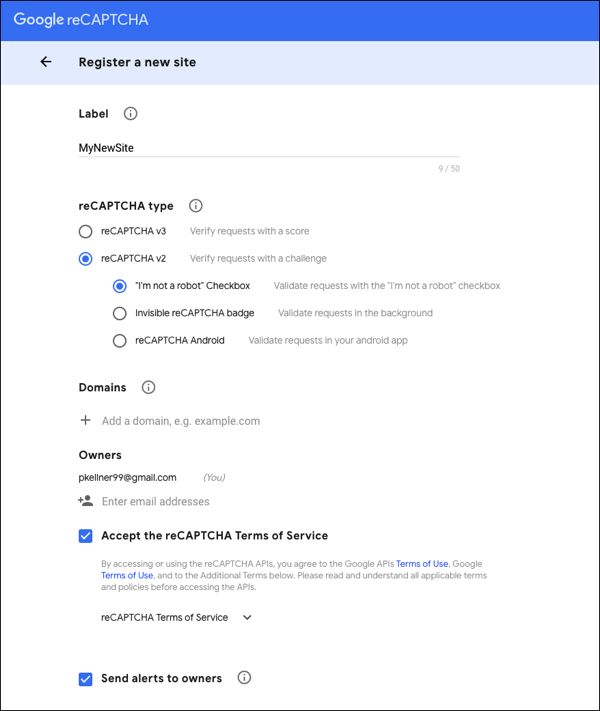 Google reCAPTCHA
Register a new site
Label
MyNewSite
9 / 50
reCAPTCHA type
reCAPTCHA v3 Verify requests with a score
reCAPTCHA v2 Verify requests with a challenge
"I'm not a robot" Checkbox Validate requests with the "I'm not a robot" checkbox
Invisible reCAPTCHA badge Validate requests in the background
reCAPTCHA Android Validate requests in your android app
Domains
Add a domain, e.g. example.com
Owners
pkellner99@gmail.com (You)
Enter email addresses
Accept the reCAPTCHA Terms of Service
By accessing or using the reCAPTCHA APIs, you agree to the Google APIs Terms of Use, Google
Terms of Use, and to the Additional Terms below. Please read and understand all applicable terms
and policies before accessing the APIs.
reCAPTCHA Terms of Service
Send alerts to owners